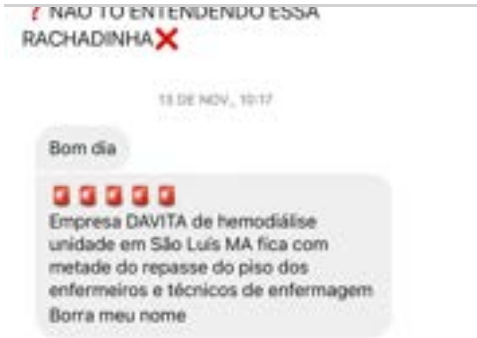 ❓ NÃO TO ENTENDENDO ESSA
RACHADINHA❌
13 DE NOV., 10:17
Bom dia
🚨🚨🚨🚨🚨
Empresa DAVITA de hemodiálise
unidade em São Luís MA fica com
metade do repasse do piso dos
enfermeiros e técnicos de enfermagem
Borra meu nome